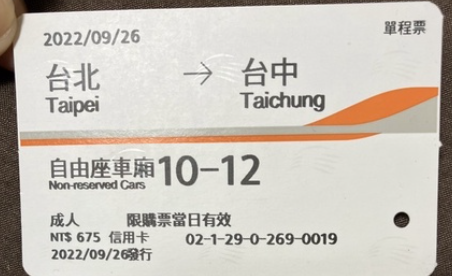 2022/09/26 單程票
台北 → 台中
Taipei Taichung
自由座車廂 10-12
Non-reserved Cars
成人 限購票當日有效
NT$ 675 信用卡 02-1-29-0-269-0019
2022/09/26發行